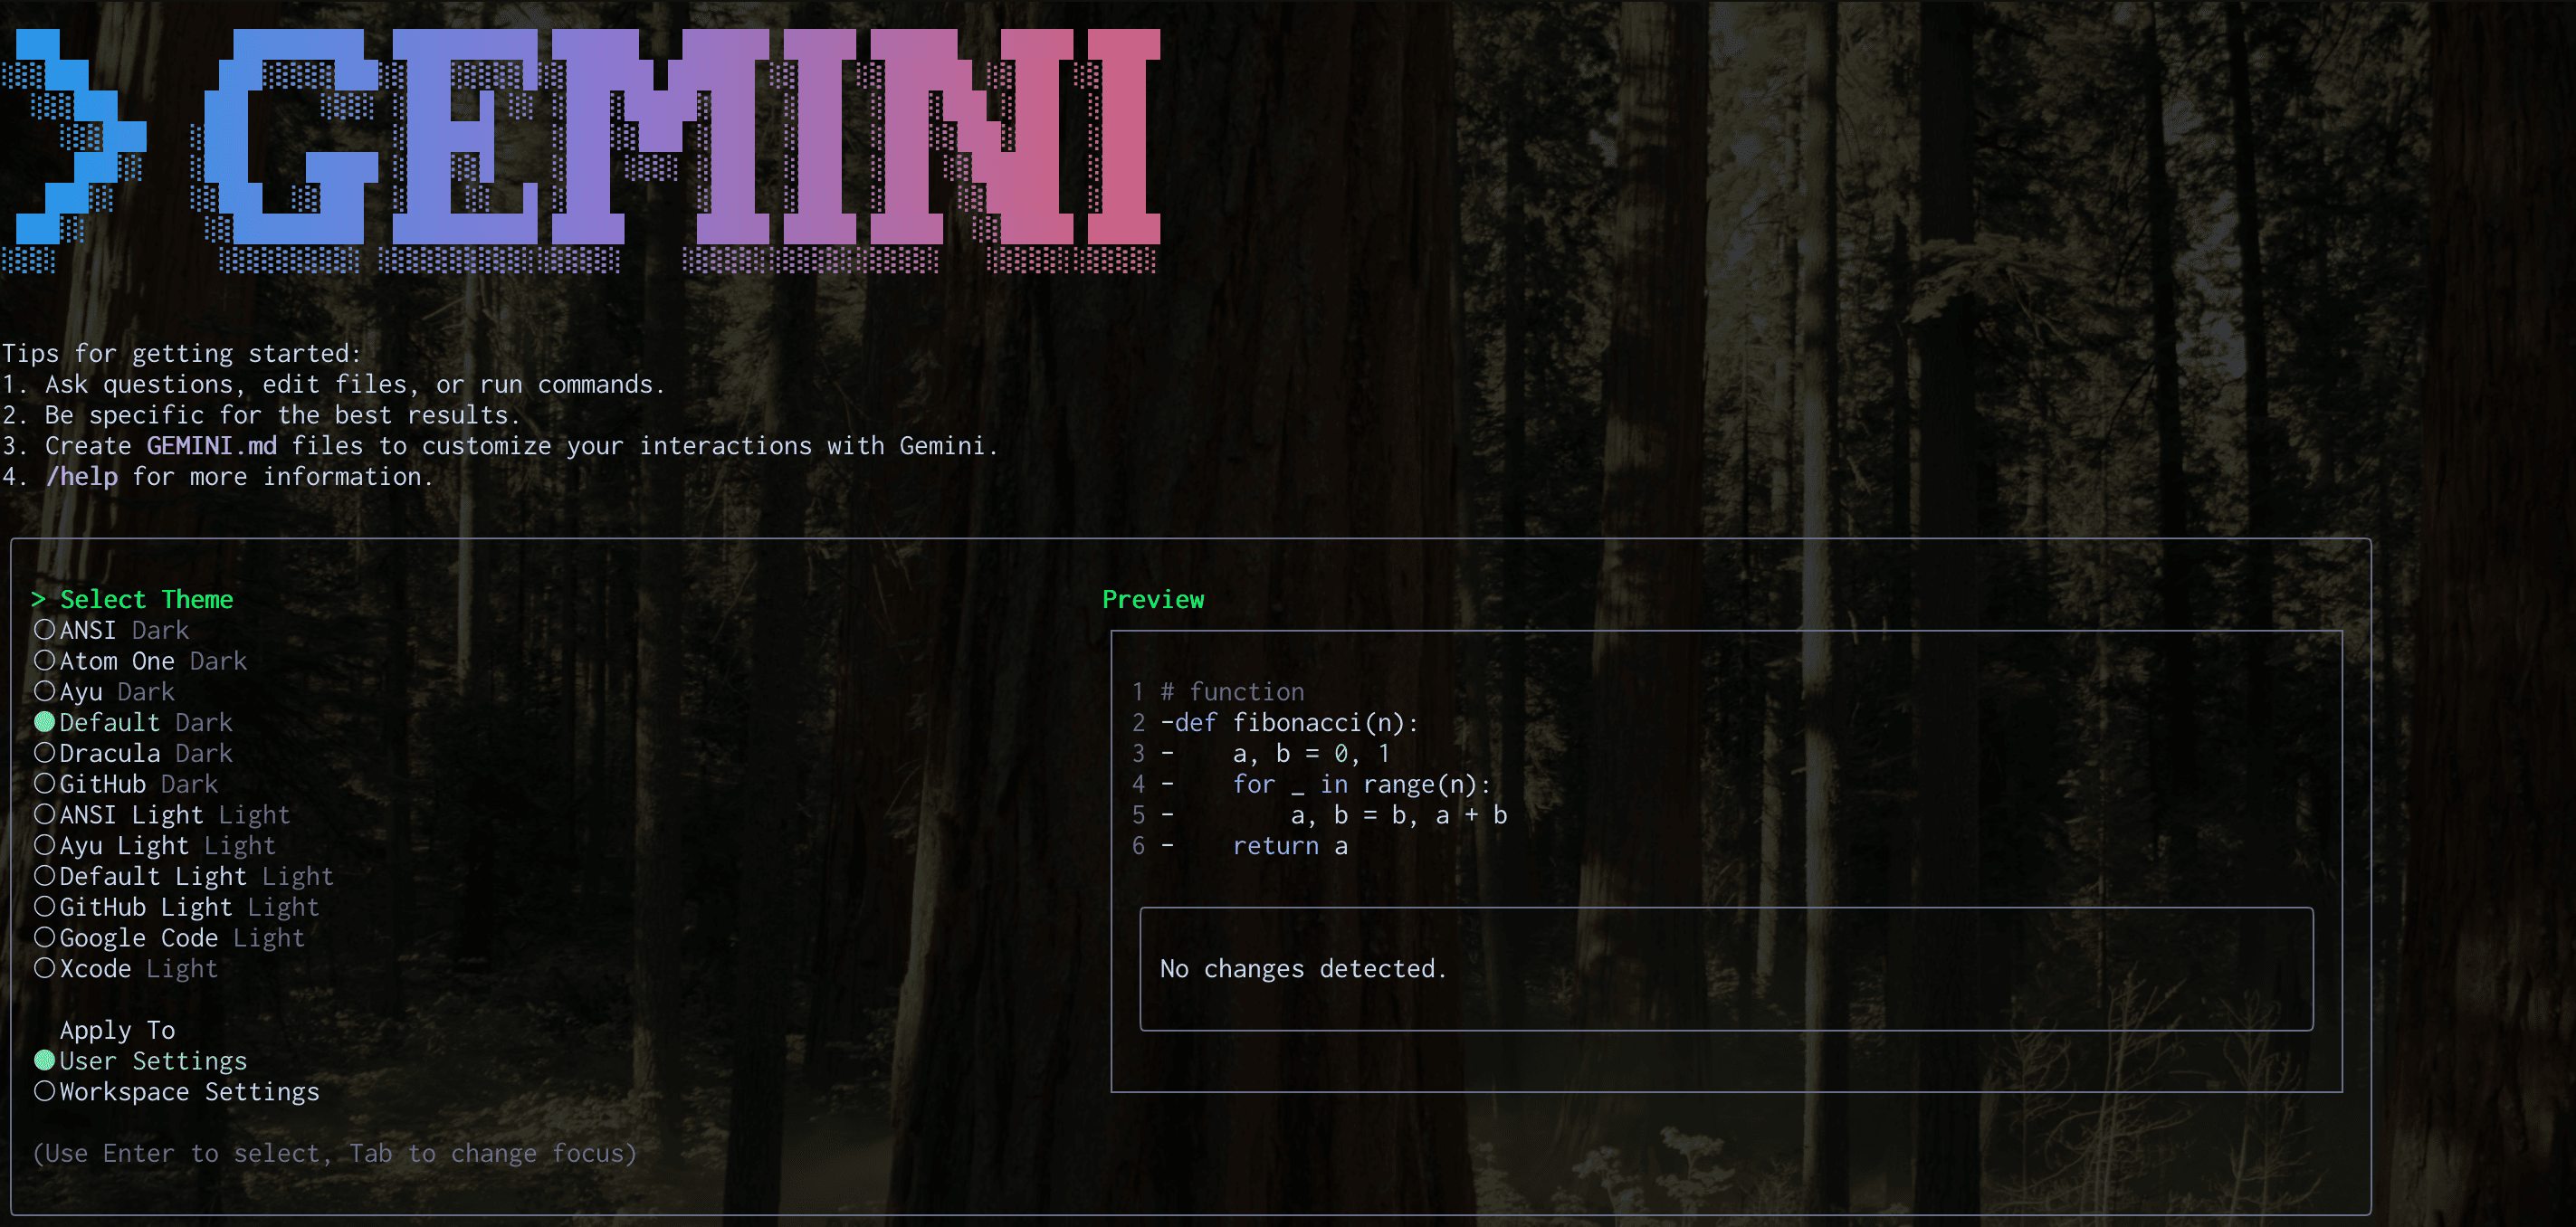 > GEMINI
Tips for getting started:
1. Ask questions, edit files, or run commands.
2. Be specific for the best results.
3. Create GEMINI.md files to customize your interactions with Gemini.
4. /help for more information.
> Select Theme
ANSI Dark
Atom One Dark
Ayu Dark
Default Dark
Dracula Dark
GitHub Dark
ANSI Light Light
Ayu Light Light
Default Light Light
GitHub Light Light
Google Code Light
Xcode Light
Apply To
User Settings
Workspace Settings
(Use Enter to select, Tab to change focus)
Preview
1 # function
2 -def fibonacci(n):
3 -    a, b = 0, 1
4 -    for _ in range(n):
5 -        a, b = b, a + b
6 -    return a
No changes detected.